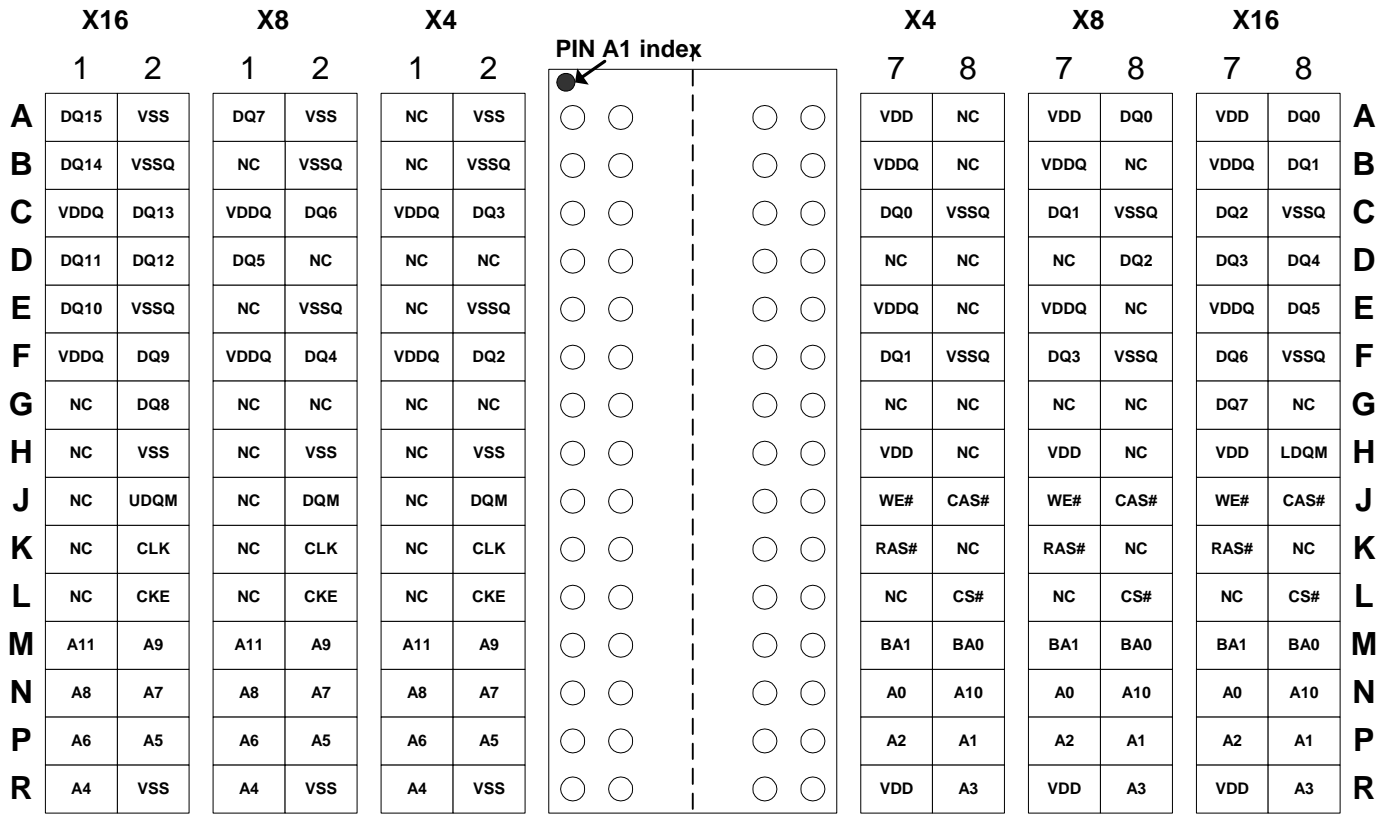 X16 X8 X4 X4 X8 X16
PIN A1 index
1 2 1 2 1 2 7 8 7 8 7 8
A DQ15 VSS DQ7 VSS NC VSS VDD NC VDD DQ0 VDD DQ0 A
B DQ14 VSSQ NC VSSQ NC VSSQ VDDQ NC VDDQ NC VDDQ DQ1 B
C VDDQ DQ13 VDDQ DQ6 VDDQ DQ3 DQ0 VSSQ DQ1 VSSQ DQ2 VSSQ C
D DQ11 DQ12 DQ5 NC NC NC NC NC NC DQ2 DQ3 DQ4 D
E DQ10 VSSQ NC VSSQ NC VSSQ VDDQ NC VDDQ NC VDDQ DQ5 E
F VDDQ DQ9 VDDQ DQ4 VDDQ DQ2 DQ1 VSSQ DQ3 VSSQ DQ6 VSSQ F
G NC DQ8 NC NC NC NC NC NC NC NC DQ7 NC G
H NC VSS NC VSS NC VSS VDD NC VDD NC VDD LDQM H
J NC UDQM NC DQM NC DQM WE# CAS# WE# CAS# WE# CAS# J
K NC CLK NC CLK NC CLK RAS# NC RAS# NC RAS# NC K
L NC CKE NC CKE NC CKE NC CS# NC CS# NC CS# L
M A11 A9 A11 A9 A11 A9 BA1 BA0 BA1 BA0 BA1 BA0 M
N A8 A7 A8 A7 A8 A7 A0 A10 A0 A10 A0 A10 N
P A6 A5 A6 A5 A6 A5 A2 A1 A2 A1 A2 A1 P
R A4 VSS A4 VSS A4 VSS VDD A3 VDD A3 VDD A3 R